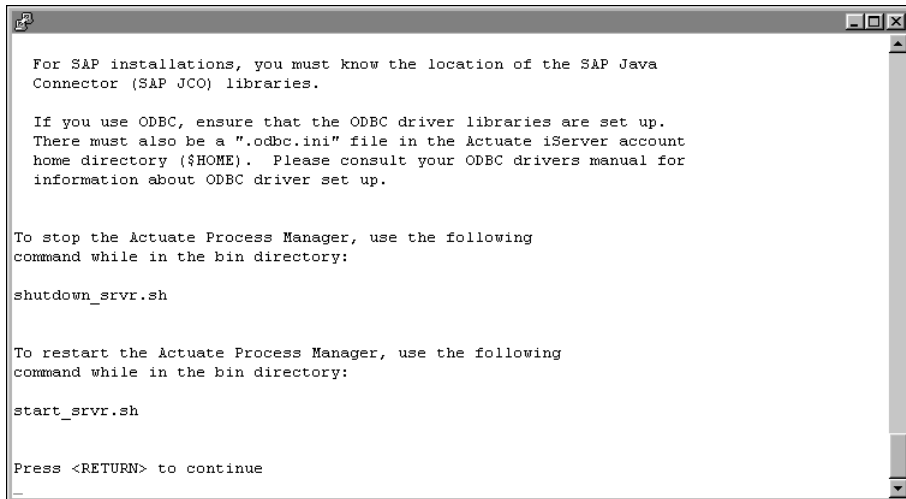 For SAP installations, you must know the location of the SAP Java
Connector (SAP JCO) libraries.
If you use ODBC, ensure that the ODBC driver libraries are set up.
There must also be a ".odbc.ini" file in the Actuate iServer account
home directory ($HOME).  Please consult your ODBC drivers manual for
information about ODBC driver set up.
To stop the Actuate Process Manager, use the following
command while in the bin directory:
shutdown_srvr.sh
To restart the Actuate Process Manager, use the following
command while in the bin directory:
start_srvr.sh
Press <RETURN> to continue